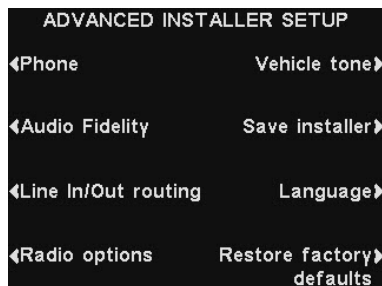 ADVANCED INSTALLER SETUP
Phone Vehicle tone
Audio Fidelity Save installer
Line In/Out routing Language
Radio options Restore factory
defaults